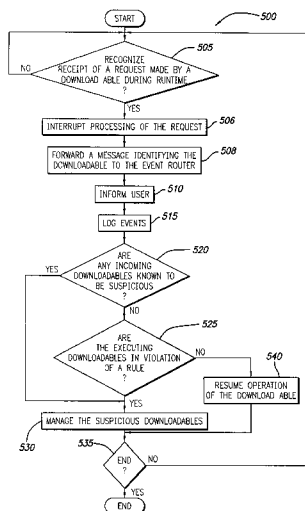 START
500
505
RECOGNIZE
RECEIPT OF A REQUEST MADE BY A
DOWNLOAD ABLE DURING RUNTIME
?
NO
YES
INTERRUPT PROCESSING OF THE REQUEST
506
FORWARD A MESSAGE IDENTIFYING THE
DOWNLOADABLE TO THE EVENT ROUTER
508
INFORM USER
510
LOG EVENTS
515
520
ARE
ANY INCOMING
DOWNLOADABLES KNOWN TO
BE SUSPICIOUS
?
YES
NO
525
ARE
THE EXECUTING
DOWNLOADABLES IN VIOLATION
OF A RULE
?
NO
540
RESUME OPERATION
OF THE DOWNLOAD ABLE
YES
MANAGE THE SUSPICIOUS DOWNLOADABLES
530
535
END
?
NO
YES
END